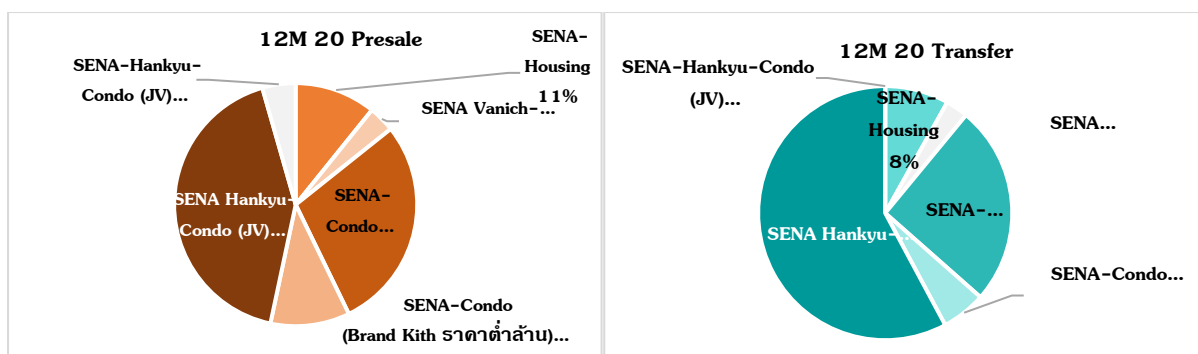 12M 20 Presale
SENA-
Housing
11%
SENA-Hankyu-
Condo (JV)...
SENA Vanich-...
SENA-
Condo...
SENA Hankyu-
Condo (JV)...
SENA-Condo
(Brand Kith ราคาต่ำล้าน)...
12M 20 Transfer
SENA-Hankyu-Condo
(JV)...
SENA-
Housing
8%
SENA...
SENA-...
SENA Hankyu-...
SENA-Condo...